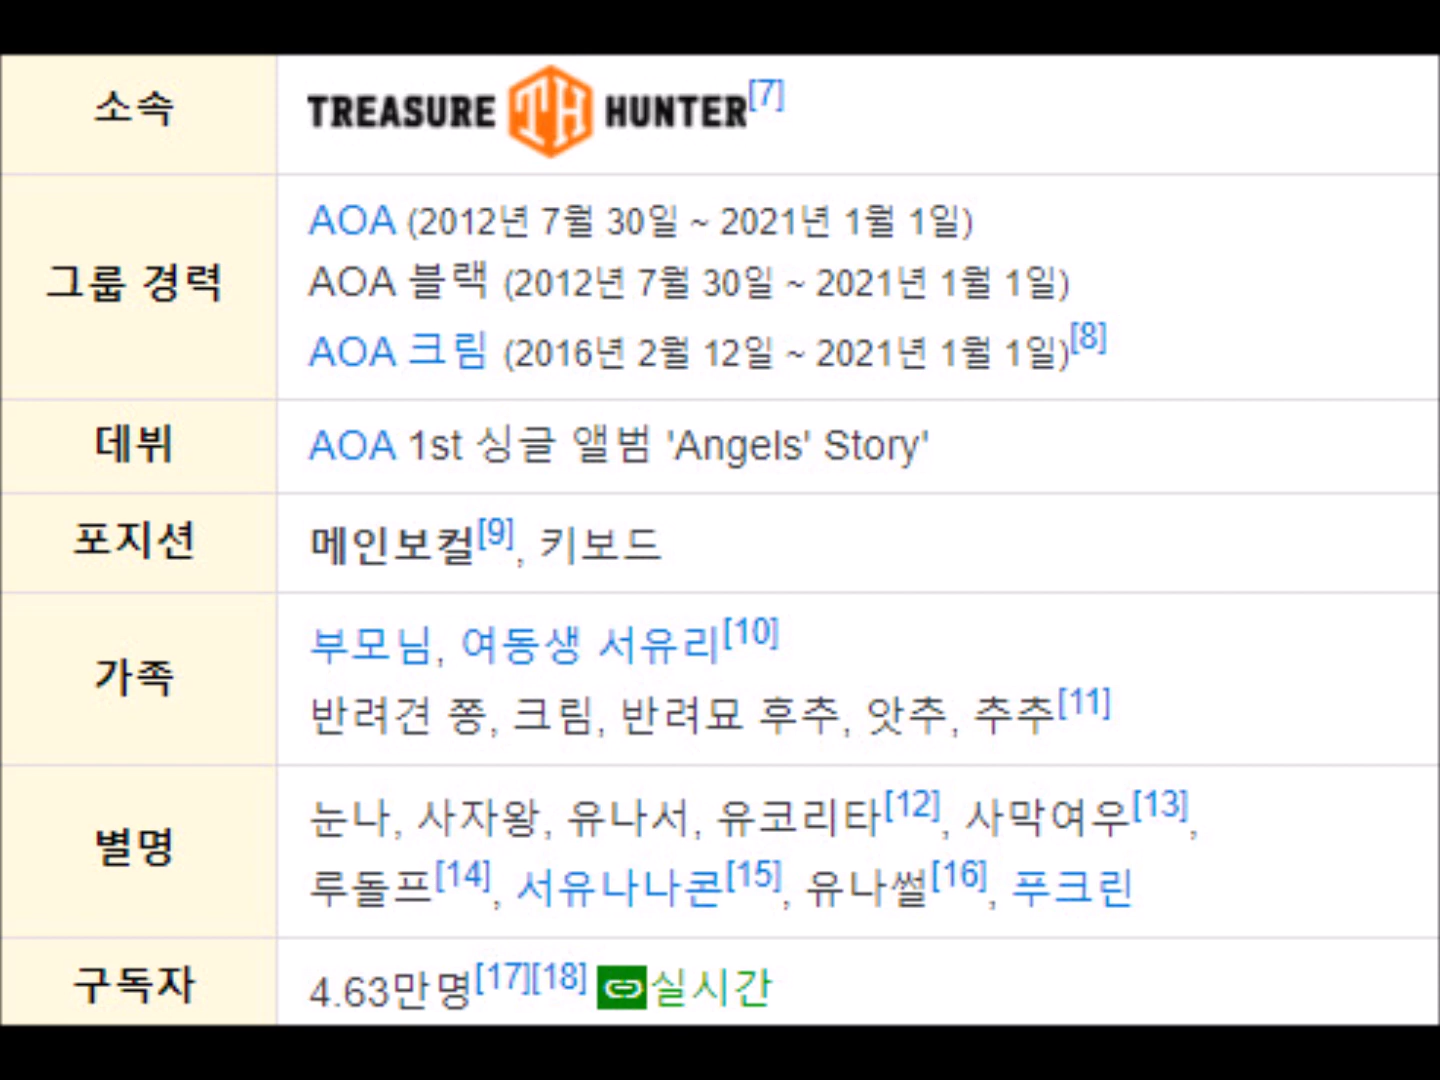 소속
TREASURE TH HUNTER[7]
그룹 경력
AOA (2012년 7월 30일 ~ 2021년 1월 1일)
AOA 블랙 (2012년 7월 30일 ~ 2021년 1월 1일)
AOA 크림 (2016년 2월 12일 ~ 2021년 1월 1일)[8]
데뷔
AOA 1st 싱글 앨범 'Angels' Story'
포지션
메인보컬[9], 키보드
가족
부모님, 여동생 서유리[10]
반려견 쫑, 크림, 반려묘 후추, 앗추, 추추[11]
별명
눈나, 사자왕, 유나서, 유코리타[12], 사막여우[13],
루돌프[14], 서유나나콘[15], 유나썰[16], 푸크린
구독자
4.63만명[17][18] 실시간